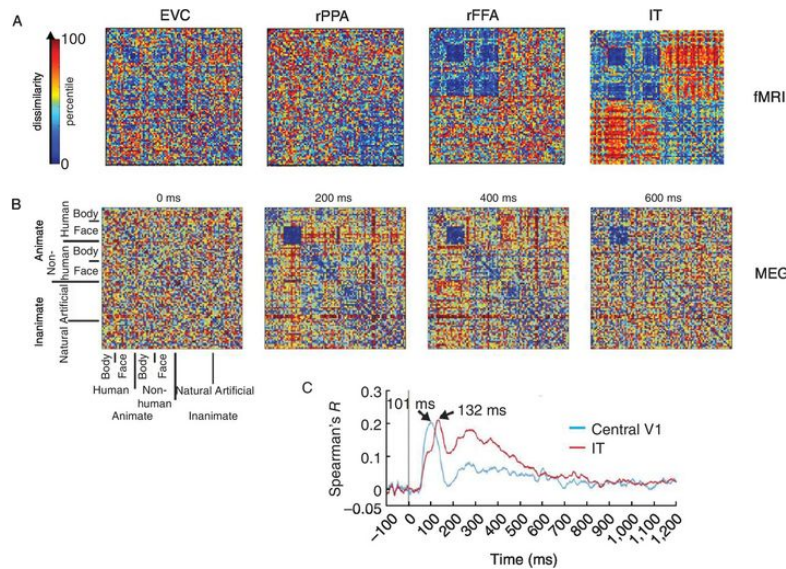 A
EVC
rPPA
rFFA
IT
100
dissimilarity
percentile
0
fMRI
B
0 ms
200 ms
400 ms
600 ms
MEG
Animate
Human
Body
Face
Non-
human
Body
Face
Inanimate
Natural Artificial
Body
Face
Body
Face
Human
Non-
human
Natural Artificial
Animate
Inanimate
C
101 ms
132 ms
Central V1
IT
Spearman's R
0.3
0.2
0.1
0
−0.05
−100
0
100
200
300
400
500
600
700
800
900
1,000
1,100
1,200
Time (ms)